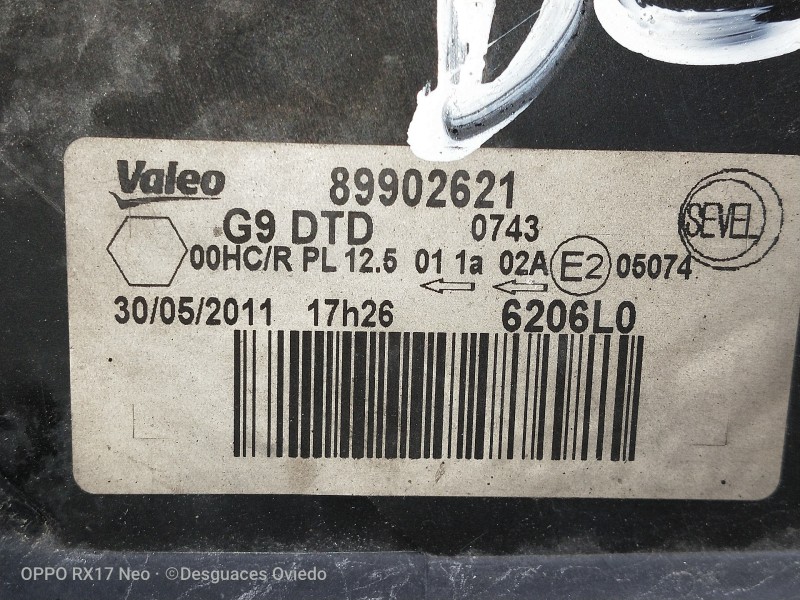 Valeo 89902621
G9 DTD 0743 SEVEL
00HC/R PL 12.5 01 1a 02A E2 05074
30/05/2011 17h26 6206L0
OPPO RX17 Neo · ©Desguaces Oviedo